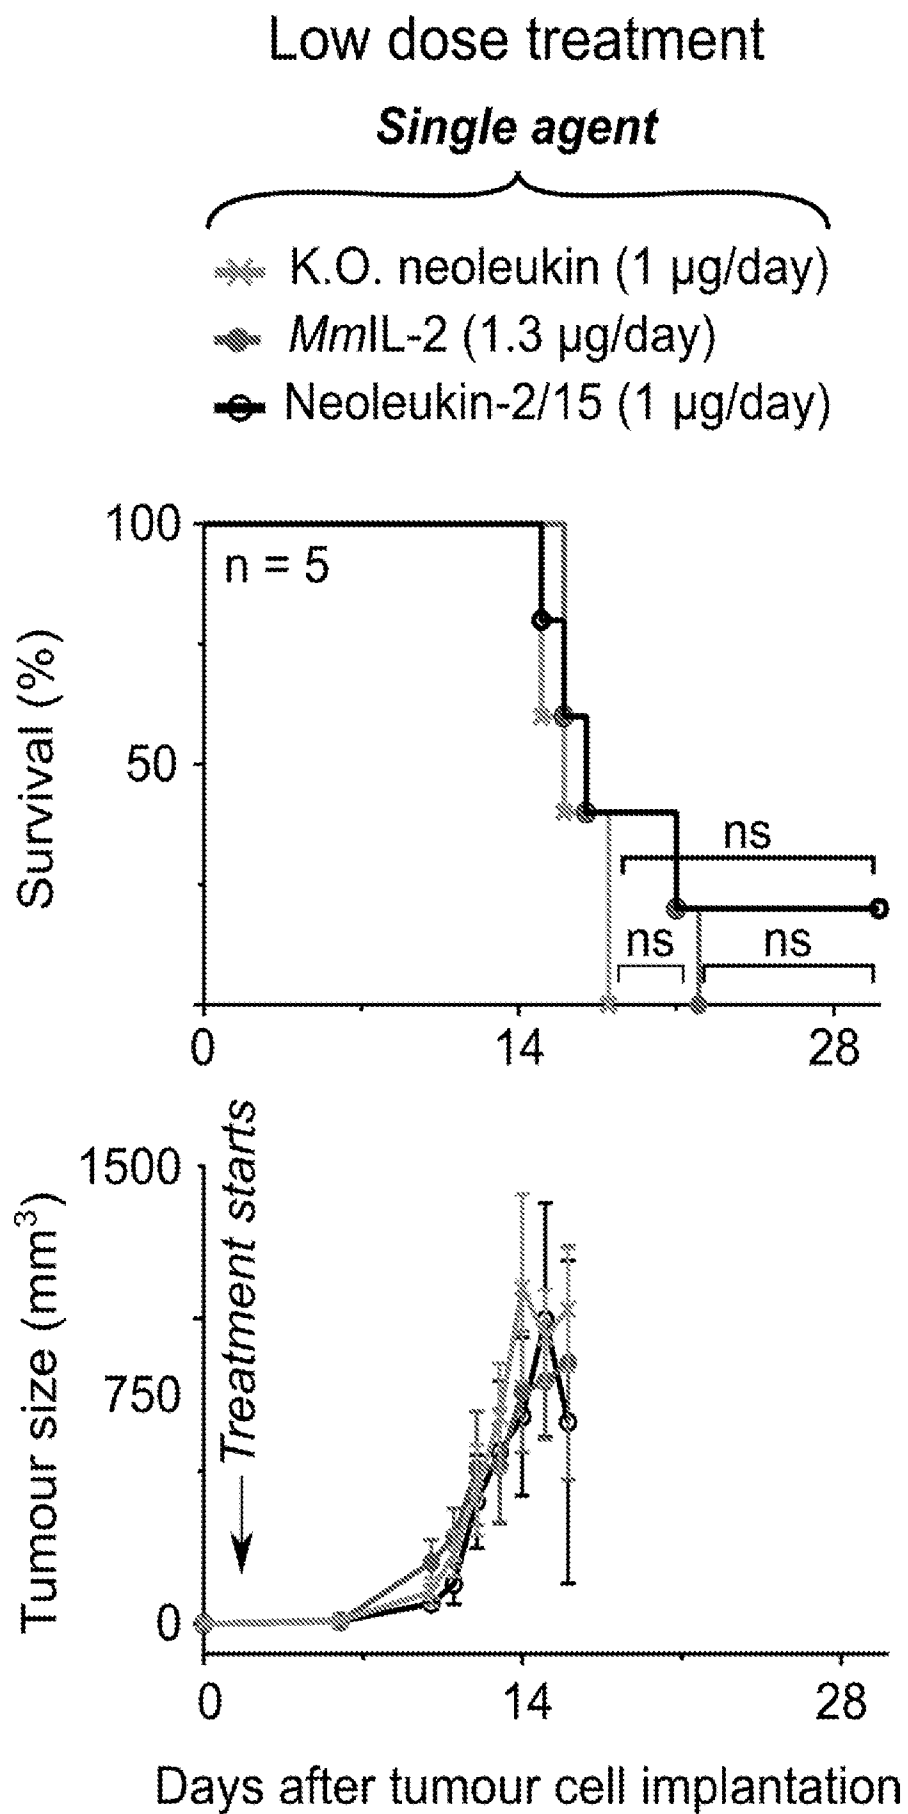 Low dose treatment
Single agent
K.O. neoleukin (1 µg/day)
MmIL-2 (1.3 µg/day)
Neoleukin-2/15 (1 µg/day)
100
n = 5
50
Survival (%)
ns
ns
ns
0
14
28
1500
750
0
Tumour size (mm³)
Treatment starts
0
14
28
Days after tumour cell implantation